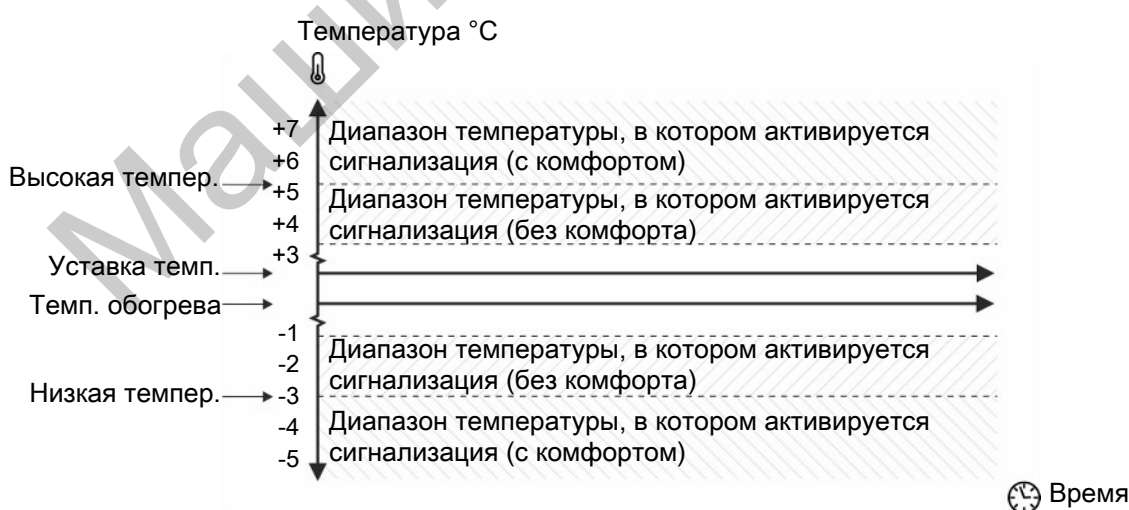 Маши
Температура °C
+7
Диапазон температуры, в котором активируется
+6
сигнализация (с комфортом)
Высокая темпер.
+5
Диапазон температуры, в котором активируется
+4
сигнализация (без комфорта)
+3
Уставка темп.
Темп. обогрева
-1
Диапазон температуры, в котором активируется
-2
сигнализация (без комфорта)
Низкая темпер.
-3
Диапазон температуры, в котором активируется
-4
сигнализация (с комфортом)
-5
Время